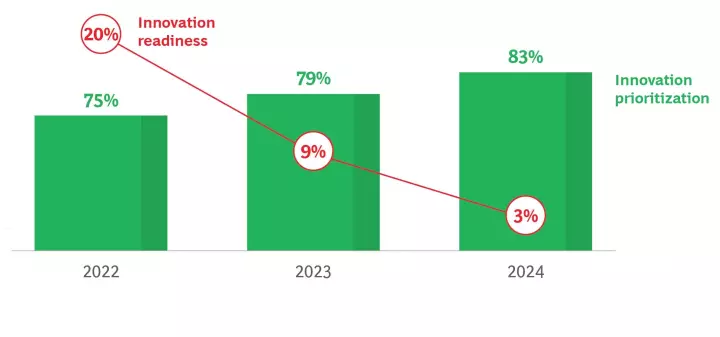 20%
Innovation
readiness
75%
79%
83%
Innovation
prioritization
9%
3%
2022
2023
2024